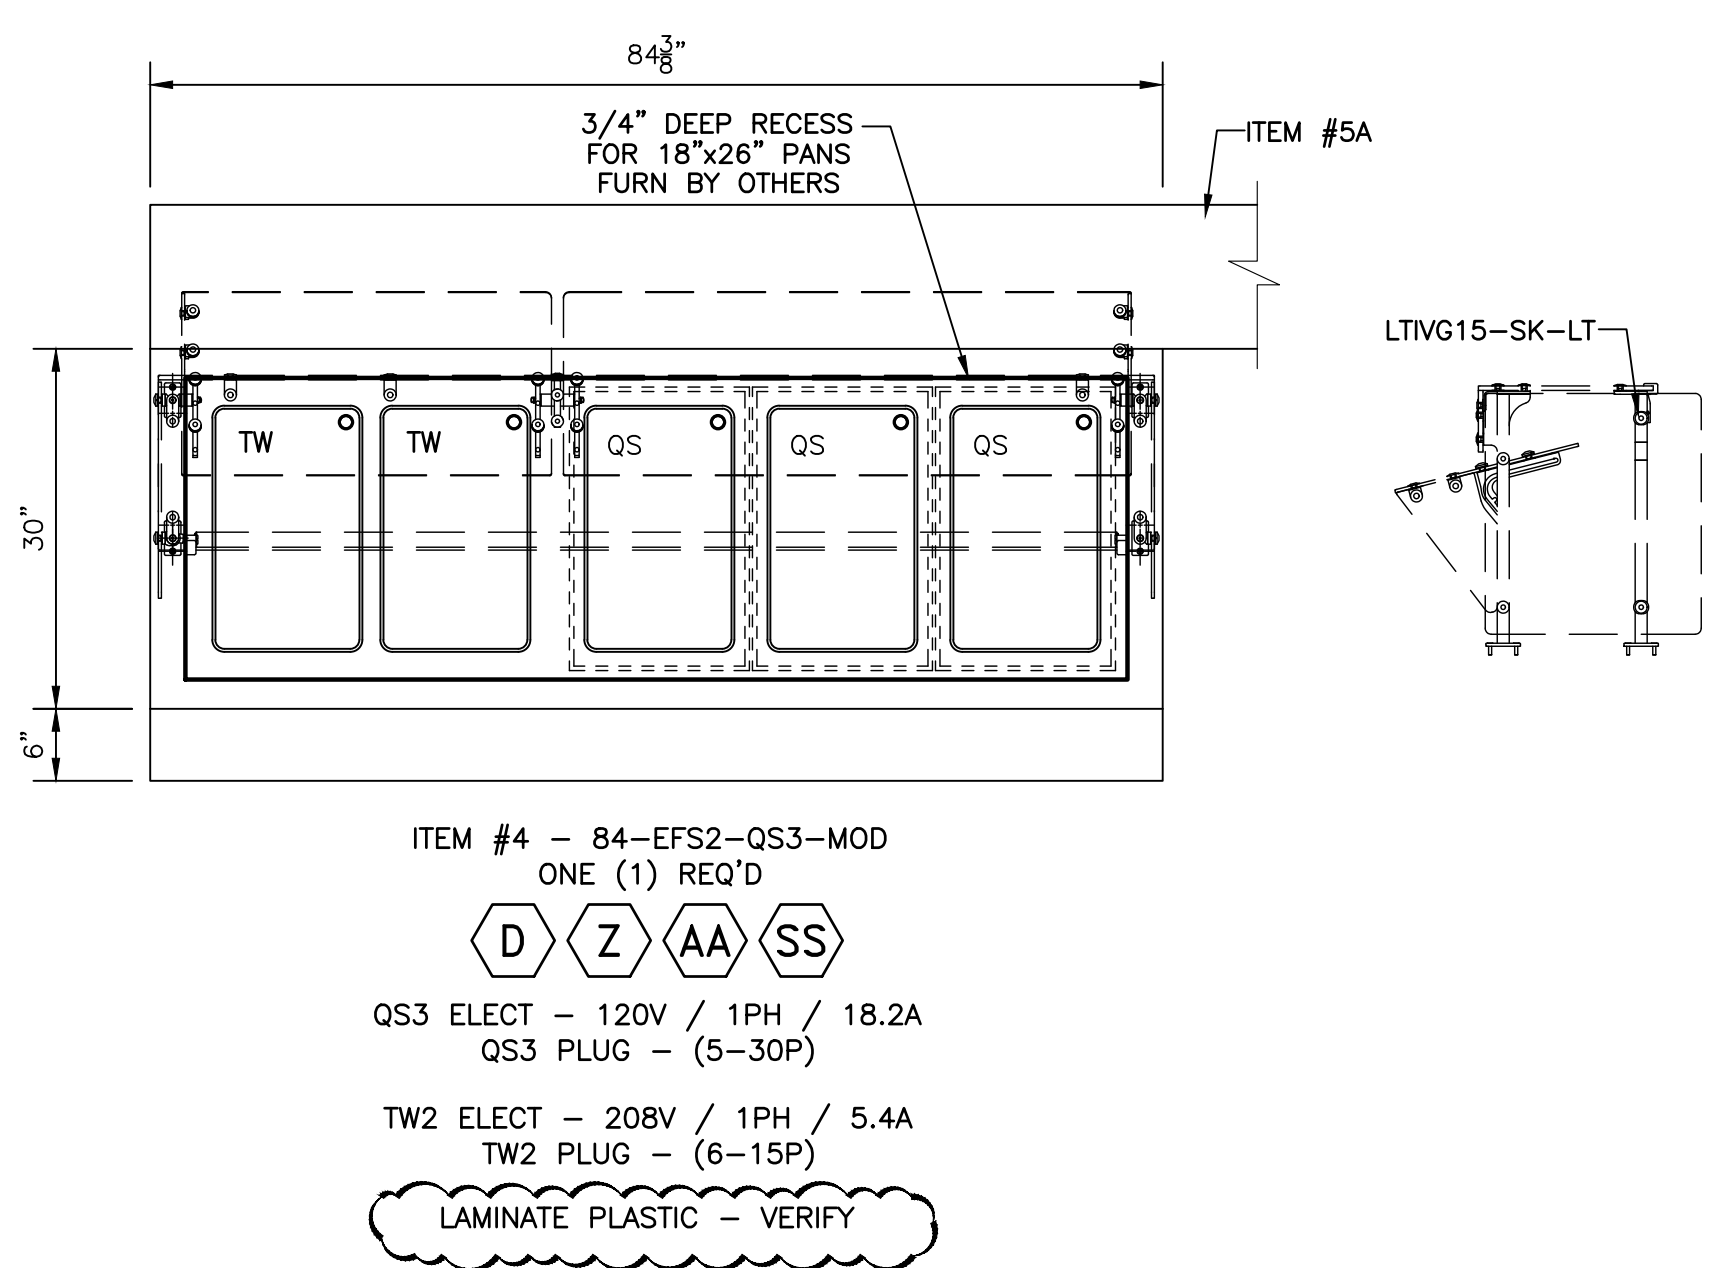 84 3/8"
3/4" DEEP RECESS
FOR 18"x26" PANS
FURN BY OTHERS
ITEM #5A
LTIVG15-SK-LT
TW
TW
QS
QS
QS
30"
6"
ITEM #4 - 84-EFS2-QS3-MOD
ONE (1) REQ'D
D Z AA SS
QS3 ELECT - 120V / 1PH / 18.2A
QS3 PLUG - (5-30P)
TW2 ELECT - 208V / 1PH / 5.4A
TW2 PLUG - (6-15P)
LAMINATE PLASTIC - VERIFY